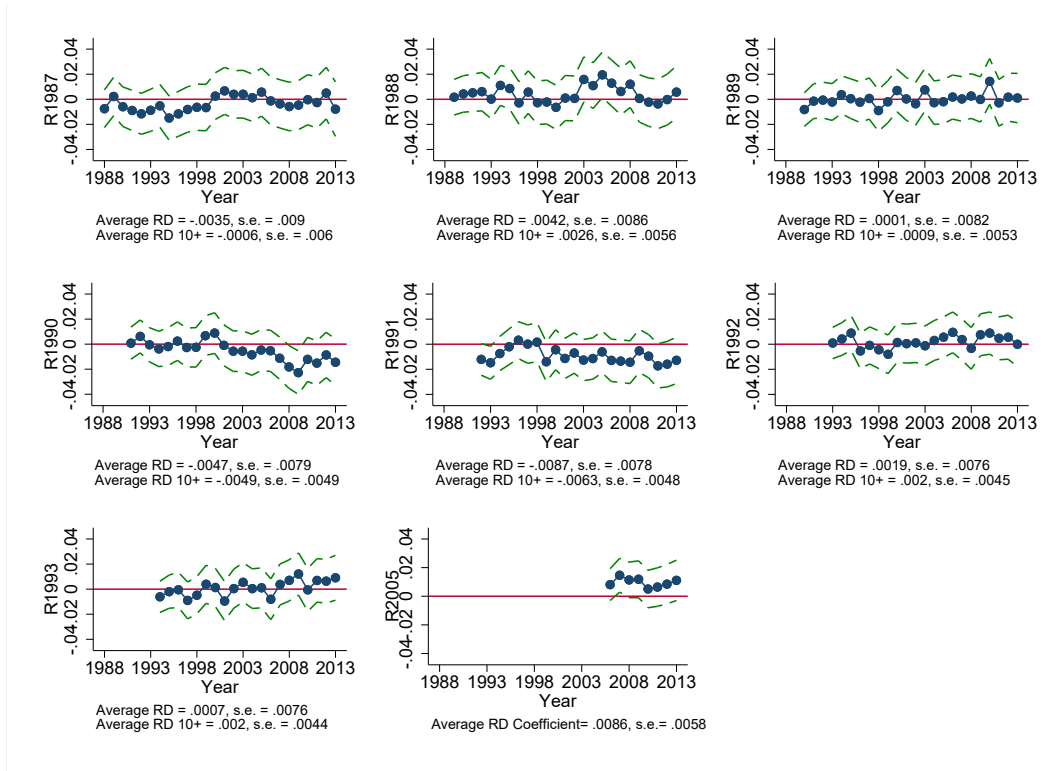 R1987
-.04.02 0 .02.04
1988 1993 1998 2003 2008 2013
Year
Average RD = -.0035, s.e. = .009
Average RD 10+ = -.0006, s.e. = .006
R1988
-.04.02 0 .02.04
1988 1993 1998 2003 2008 2013
Year
Average RD = .0042, s.e. = .0086
Average RD 10+ = .0026, s.e. = .0056
R1989
-.04.02 0 .02.04
1988 1993 1998 2003 2008 2013
Year
Average RD = .0001, s.e. = .0082
Average RD 10+ = .0009, s.e. = .0053
R1990
-.04.02 0 .02.04
1988 1993 1998 2003 2008 2013
Year
Average RD = -.0047, s.e. = .0079
Average RD 10+ = -.0049, s.e. = .0049
R1991
-.04.02 0 .02.04
1988 1993 1998 2003 2008 2013
Year
Average RD = -.0087, s.e. = .0078
Average RD 10+ = -.0063, s.e. = .0048
R1992
-.04.02 0 .02.04
1988 1993 1998 2003 2008 2013
Year
Average RD = .0019, s.e. = .0076
Average RD 10+ = .002, s.e. = .0045
R1993
-.04.02 0 .02.04
1988 1993 1998 2003 2008 2013
Year
Average RD = .0007, s.e. = .0076
Average RD 10+ = .002, s.e. = .0044
R2005
-.04.02 0 .02.04
1988 1993 1998 2003 2008 2013
Year
Average RD Coefficient= .0086, s.e.= .0058